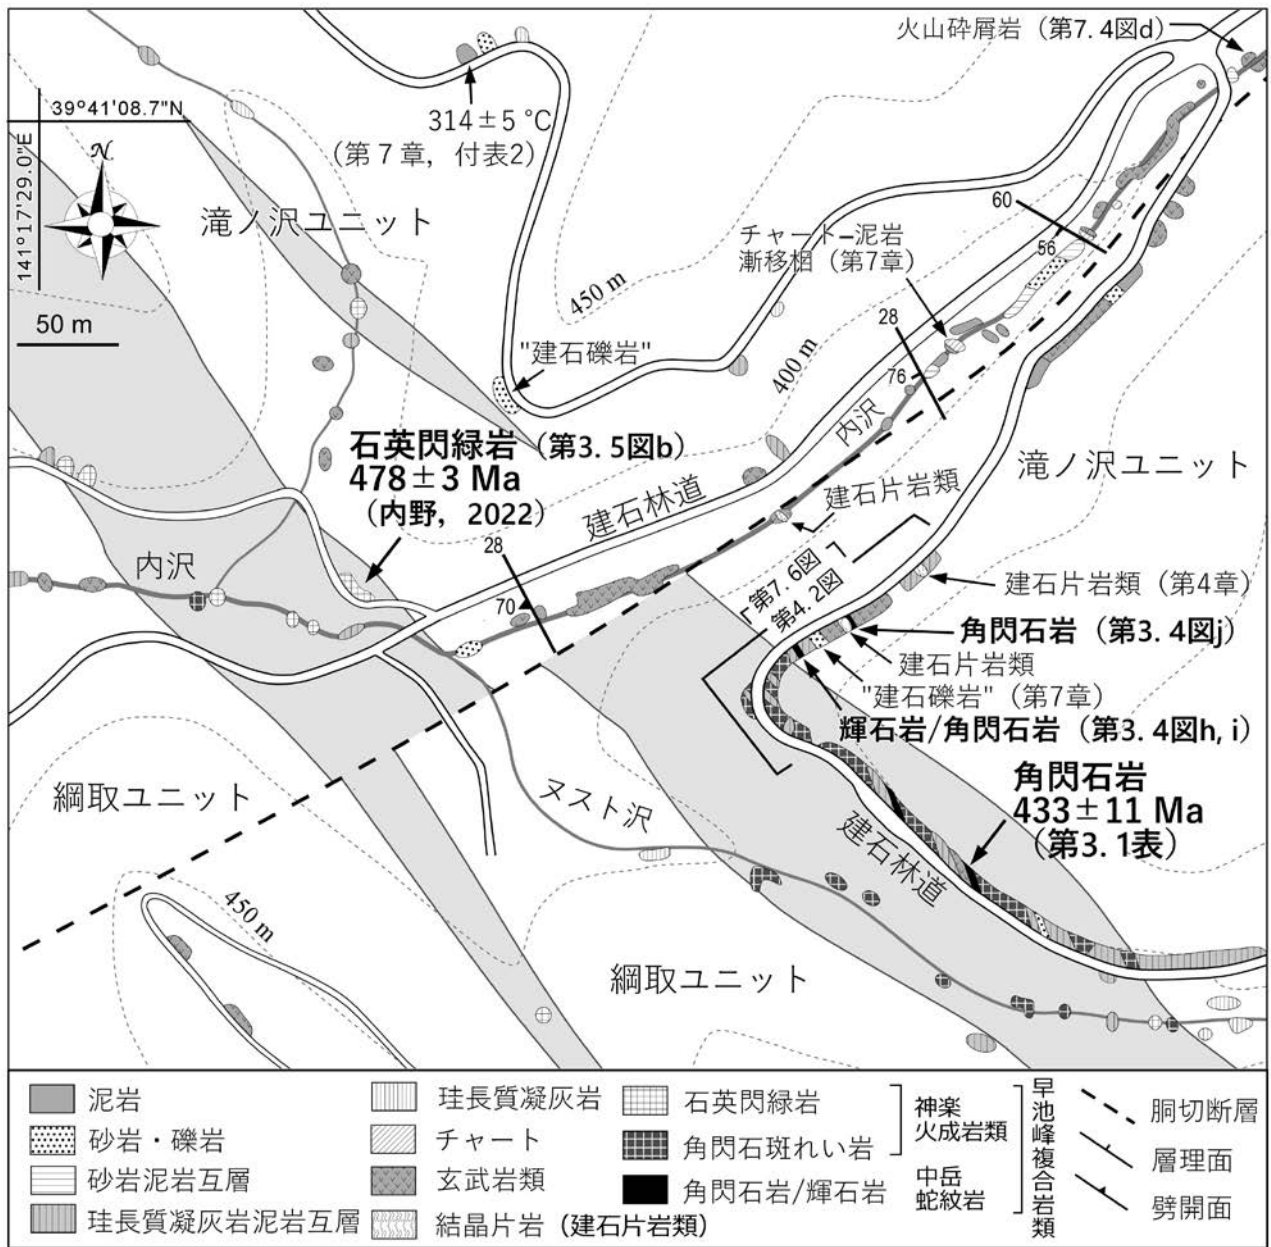 火山砕屑岩（第7. 4図d）
39°41'08.7"N
141°17'29.0"E
N
314±5 °C
（第７章，付表2）
滝ノ沢ユニット
60
56
チャート–泥岩
漸移相（第7章）
450 m
50 m
28
"建石礫岩"
400 m
76
内沢
石英閃緑岩（第3. 5図b）
478±3 Ma
（内野，2022）
滝ノ沢ユニット
建石林道
建石片岩類
28
内沢
70
第7. 6図
第4. 2図
建石片岩類（第4章）
角閃石岩（第3. 4図j）
建石片岩類
"建石礫岩"（第7章）
輝石岩/角閃石岩（第3. 4図h, i）
角閃石岩
433±11 Ma
（第3. 1表）
綱取ユニット
ヌスト沢
建石林道
450 m
綱取ユニット
泥岩
砂岩・礫岩
砂岩泥岩互層
珪長質凝灰岩泥岩互層
珪長質凝灰岩
チャート
玄武岩類
結晶片岩（建石片岩類）
石英閃緑岩
角閃石斑れい岩
角閃石岩/輝石岩
神楽
火成岩類
中岳
蛇紋岩
早池峰複合岩類
胴切断層
層理面
劈開面